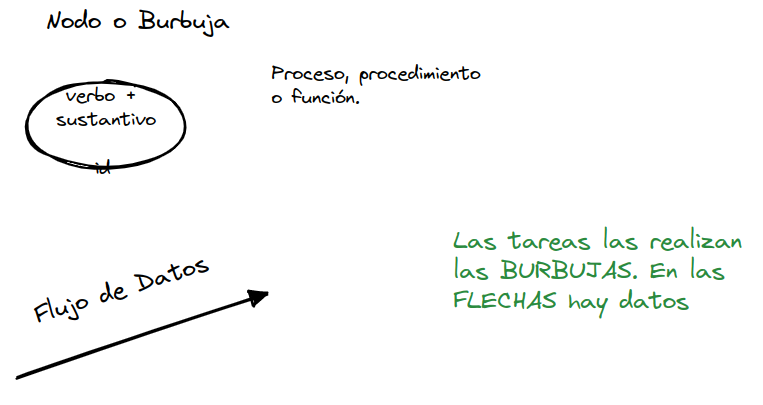 Nodo o Burbuja
Proceso, procedimiento
o función.
verbo +
sustantivo
id
Las tareas las realizan
las BURBUJAS. En las
FLECHAS hay datos
Flujo de Datos